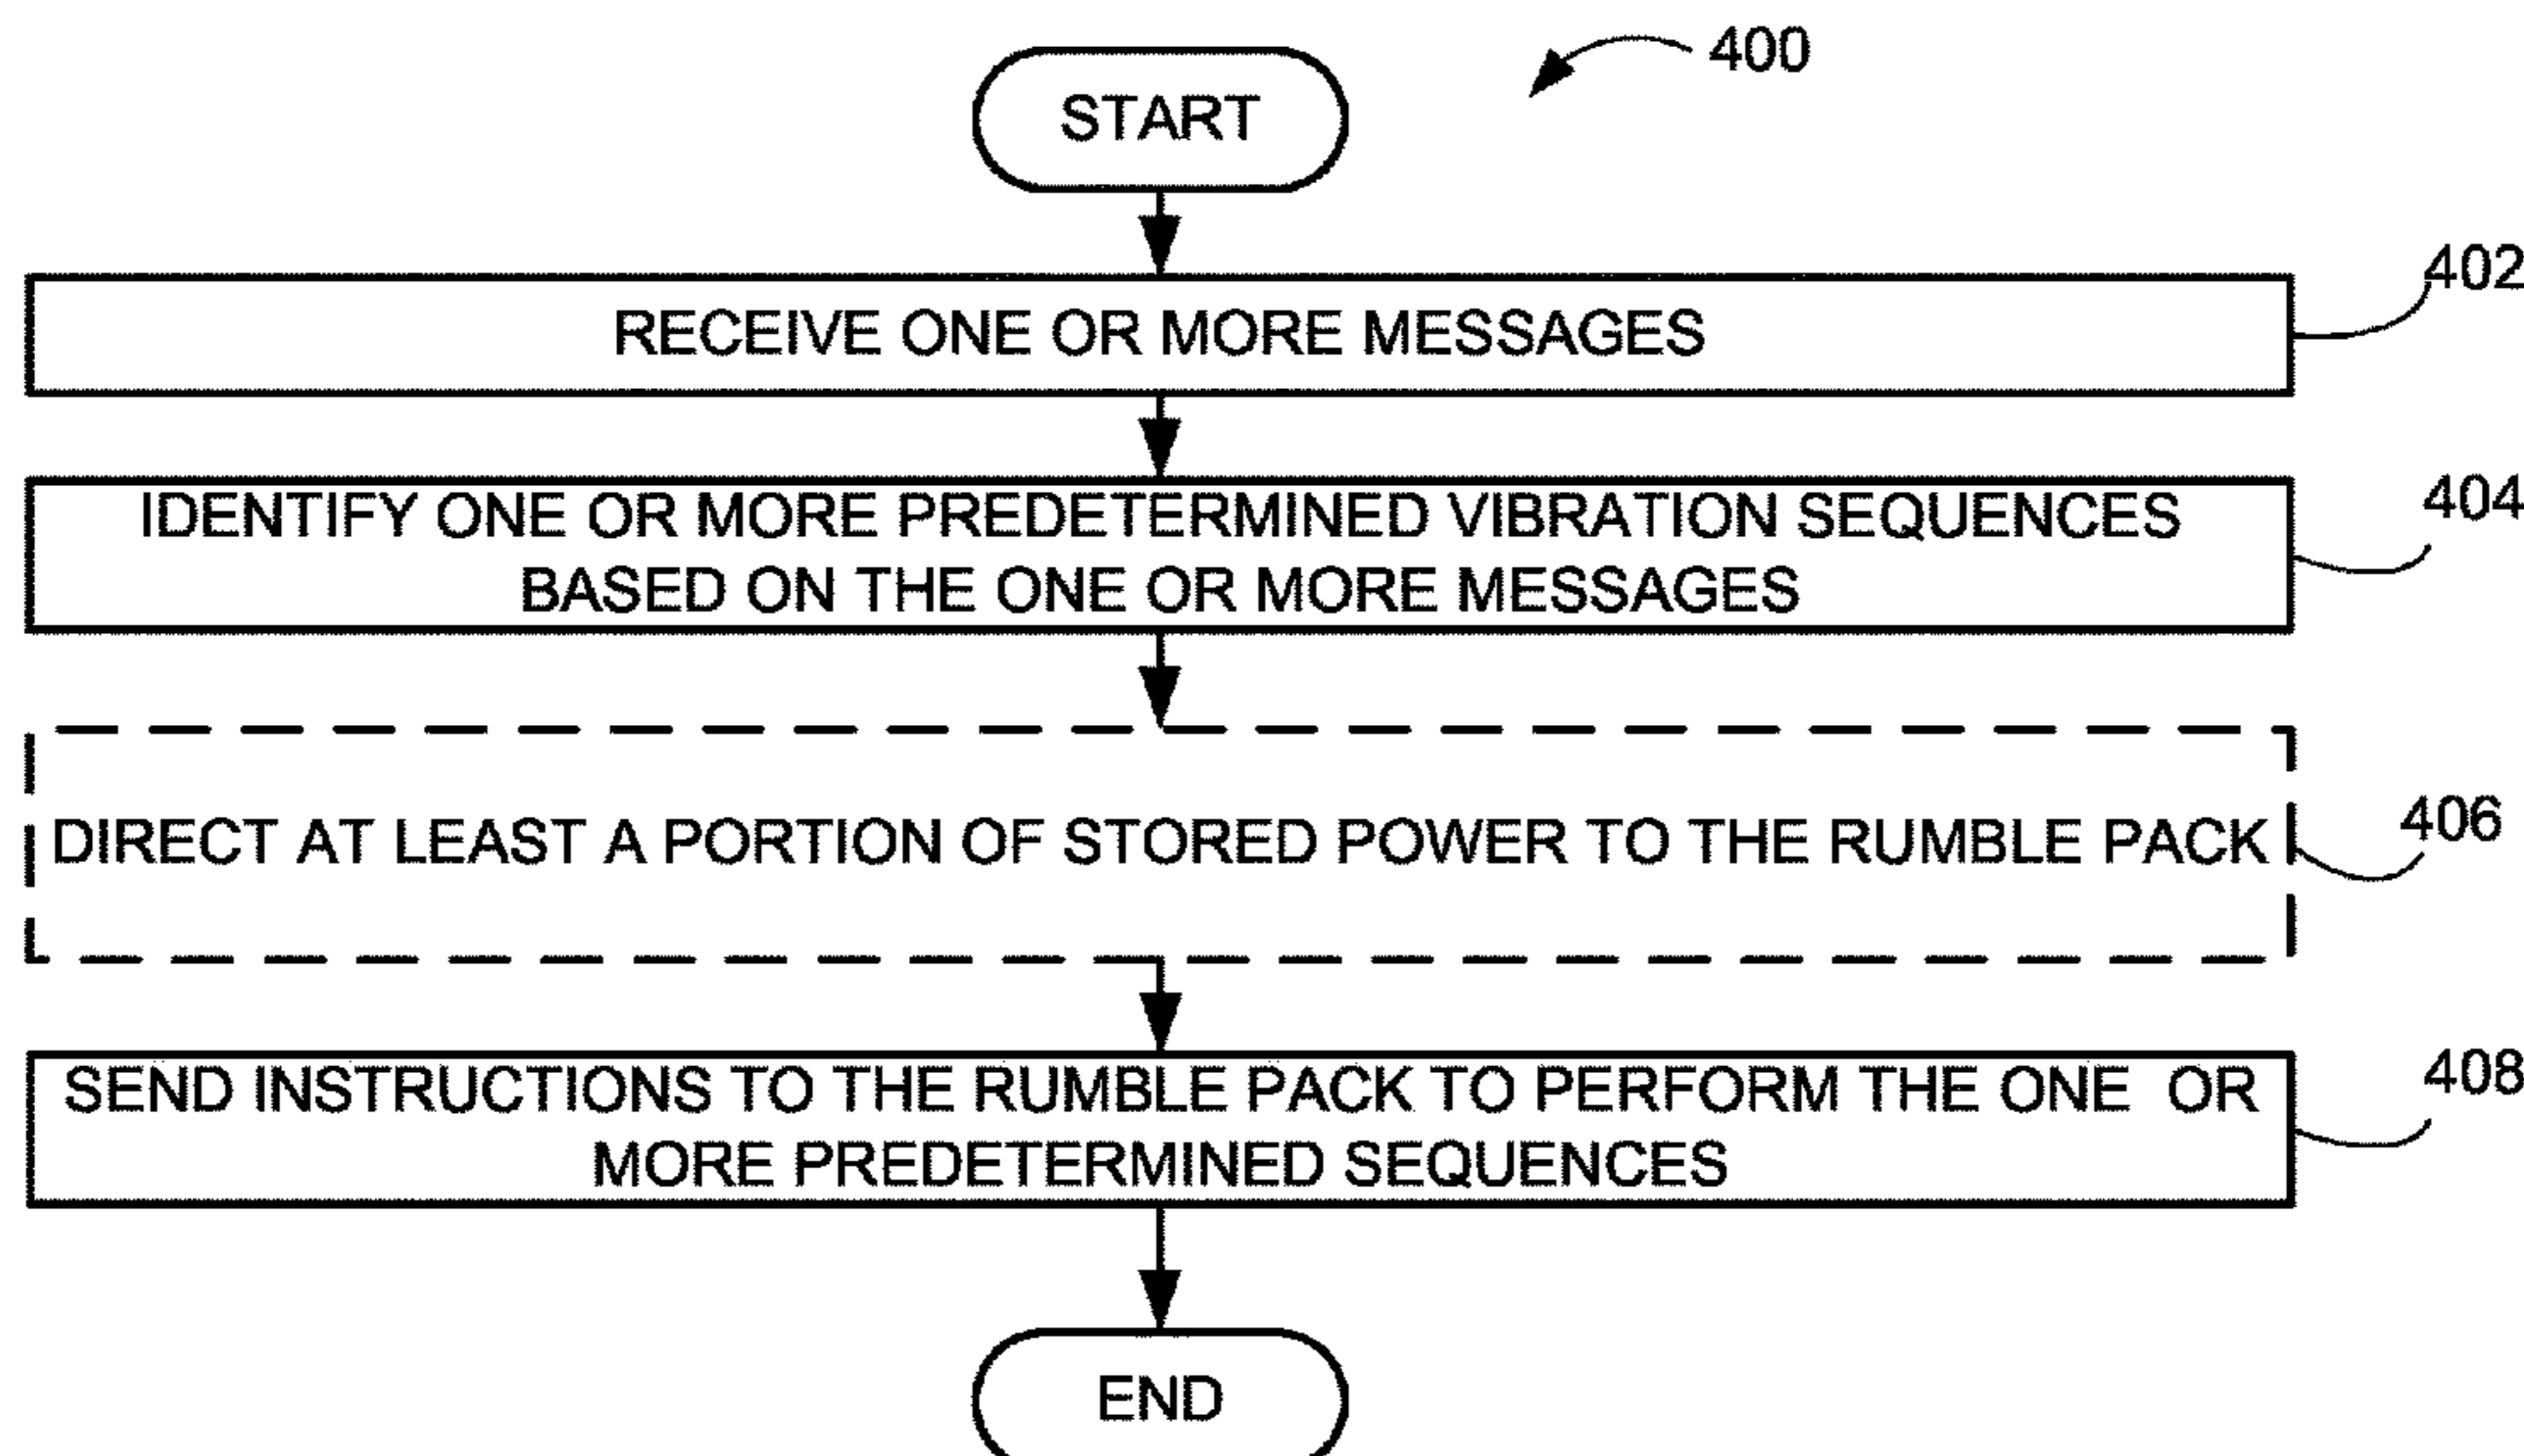 400
START
402
RECEIVE ONE OR MORE MESSAGES
404
IDENTIFY ONE OR MORE PREDETERMINED VIBRATION SEQUENCES
BASED ON THE ONE OR MORE MESSAGES
406
DIRECT AT LEAST A PORTION OF STORED POWER TO THE RUMBLE PACK
408
SEND INSTRUCTIONS TO THE RUMBLE PACK TO PERFORM THE ONE OR
MORE PREDETERMINED SEQUENCES
END